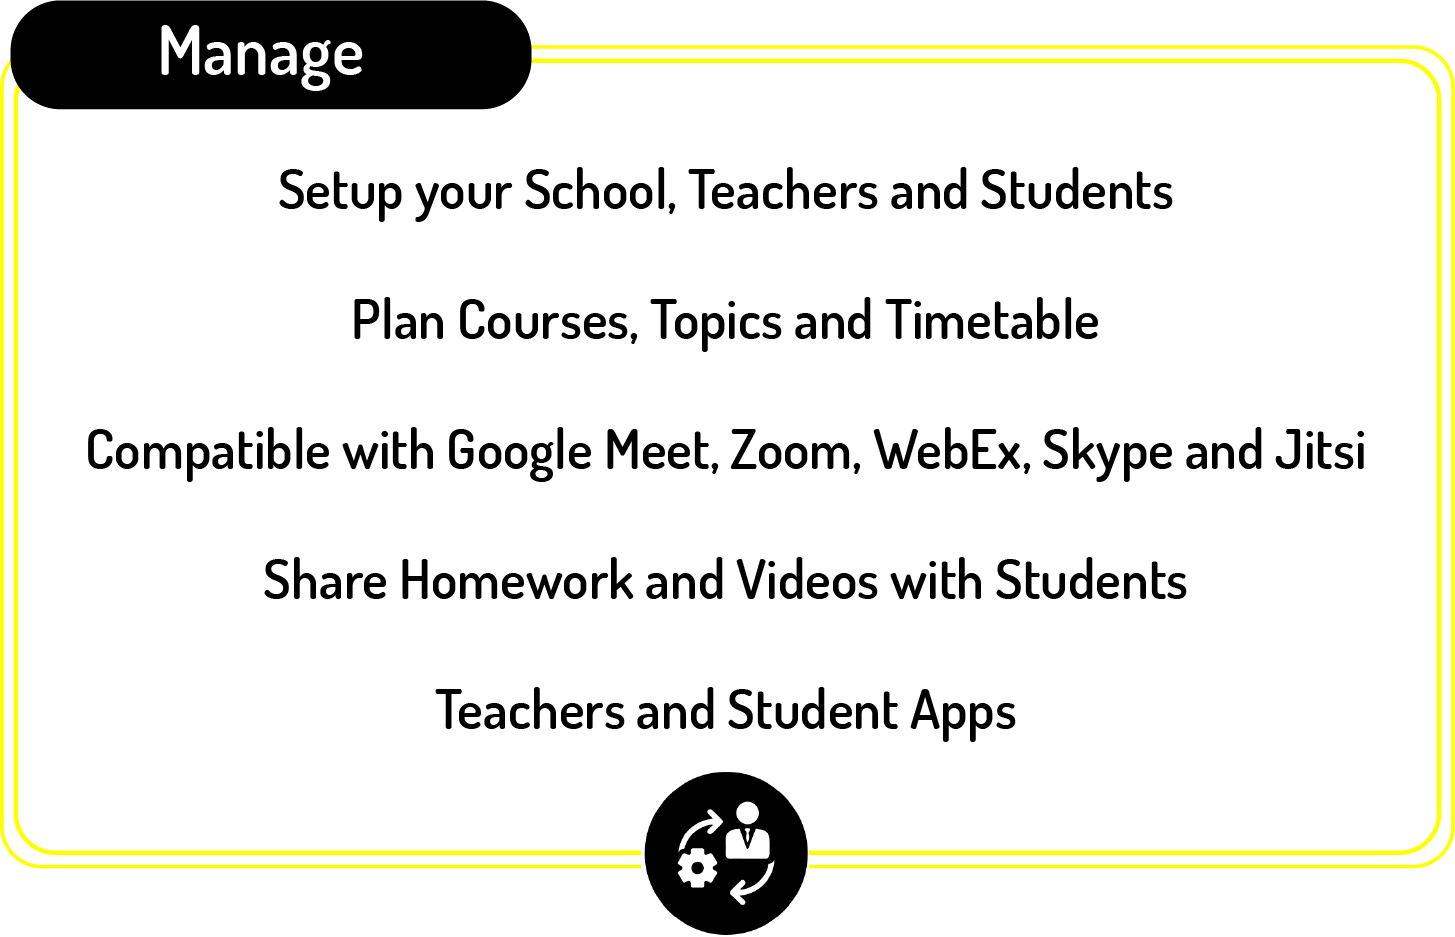 Manage
Setup your School, Teachers and Students
Plan Courses, Topics and Timetable
Compatible with Google Meet, Zoom, WebEx, Skype and Jitsi
Share Homework and Videos with Students
Teachers and Student Apps